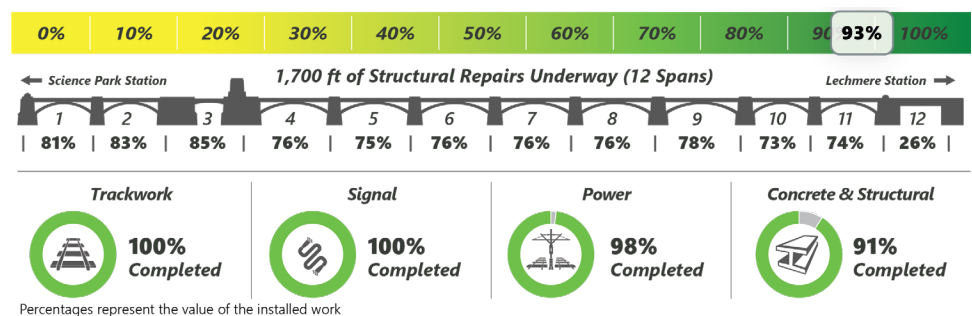 0% 10% 20% 30% 40% 50% 60% 70% 80% 90 93% 100%
1,700 ft of Structural Repairs Underway (12 Spans)
Science Park Station Lechmere Station
1 2 3 4 5 6 7 8 9 10 11 12
| 81% | 83% | 85% | 76% | 75% | 76% | 76% | 76% | 78% | 73% | 74% | 26% |
Trackwork Signal Power Concrete & Structural
100% 100% 98% 91%
Completed Completed Completed Completed
Percentages represent the value of the installed work